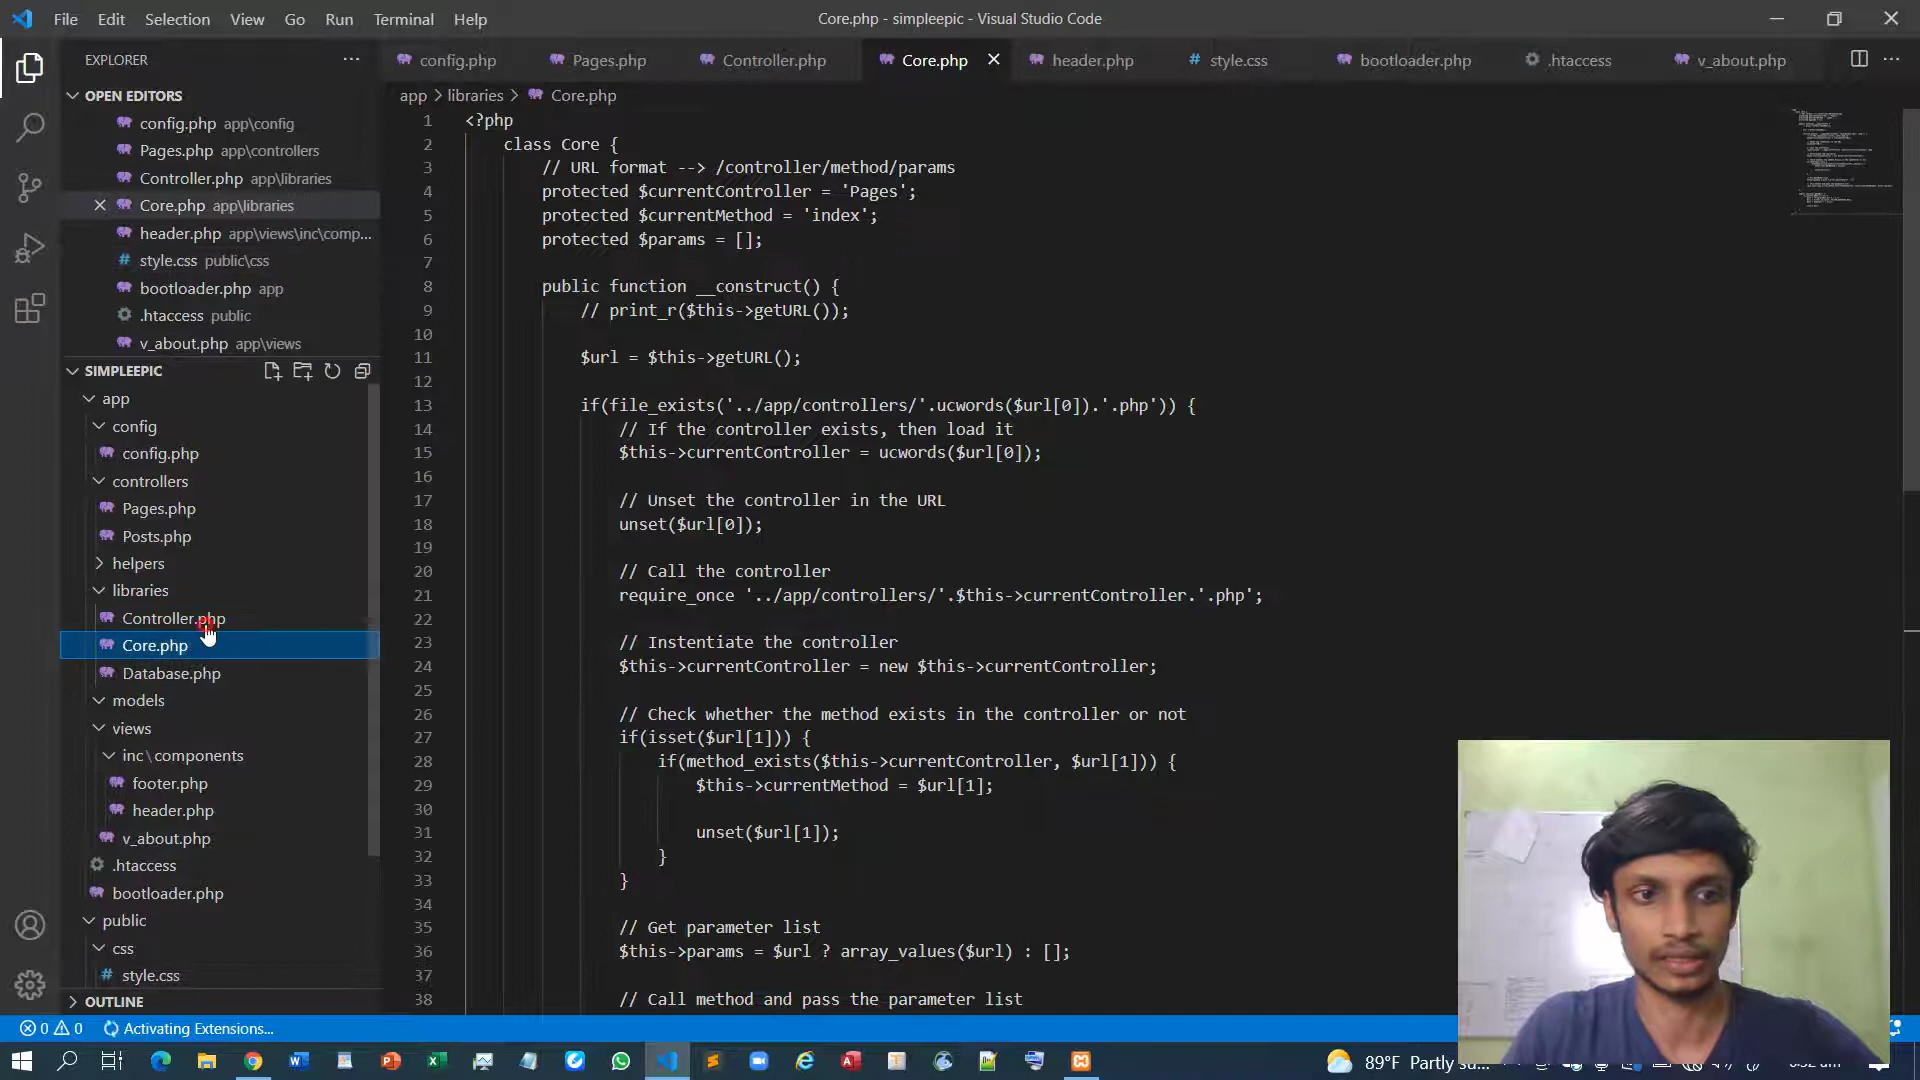 File Edit Selection View Go Run Terminal Help
Core.php - simpleepic - Visual Studio Code
EXPLORER
config.php Pages.php Controller.php Core.php header.php style.css bootloader.php .htaccess v_about.php
OPEN EDITORS
config.php app\config
Pages.php app\controllers
Controller.php app\libraries
Core.php app\libraries
header.php app\views\inc\comp...
style.css public\css
bootloader.php app
.htaccess public
v_about.php app\views
SIMPLEEPIC
app
config
config.php
controllers
Pages.php
Posts.php
helpers
libraries
Controller.php
Core.php
Database.php
models
views
inc\components
footer.php
header.php
v_about.php
.htaccess
bootloader.php
public
css
style.css
OUTLINE
app > libraries > Core.php
1 <?php
2 class Core {
3 // URL format --> /controller/method/params
4 protected $currentController = 'Pages';
5 protected $currentMethod = 'index';
6 protected $params = [];
7
8 public function __construct() {
9 // print_r($this->getURL());
10
11 $url = $this->getURL();
12
13 if(file_exists('../app/controllers/'.ucwords($url[0]).'.php')) {
14 // If the controller exists, then load it
15 $this->currentController = ucwords($url[0]);
16
17 // Unset the controller in the URL
18 unset($url[0]);
19
20 // Call the controller
21 require_once '../app/controllers/'.$this->currentController.'.php';
22
23 // Instentiate the controller
24 $this->currentController = new $this->currentController;
25
26 // Check whether the method exists in the controller or not
27 if(isset($url[1])) {
28 if(method_exists($this->currentController, $url[1])) {
29 $this->currentMethod = $url[1];
30
31 unset($url[1]);
32 }
33 }
34
35 // Get parameter list
36 $this->params = $url ? array_values($url) : [];
37
38 // Call method and pass the parameter list
0 0 Activating Extensions...
89°F Partly su...